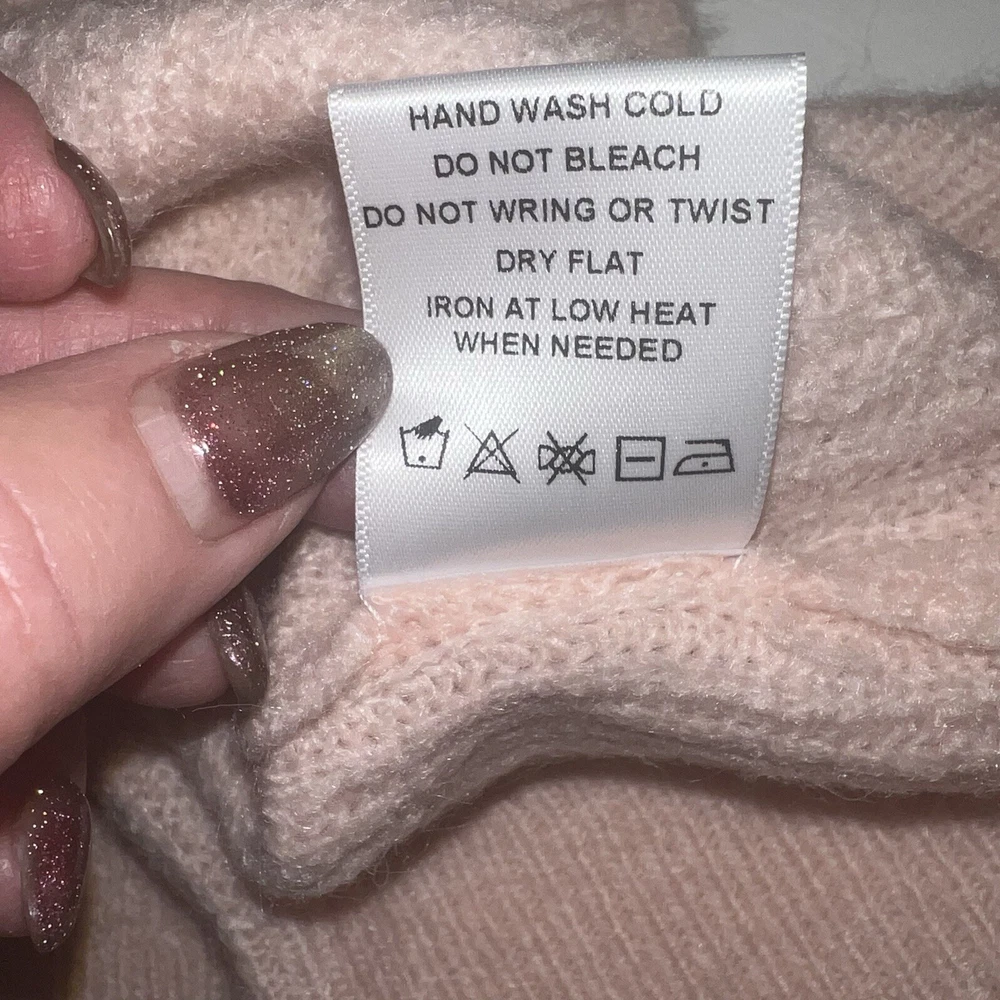 HAND WASH COLD
DO NOT BLEACH
DO NOT WRING OR TWIST
DRY FLAT
IRON AT LOW HEAT
WHEN NEEDED